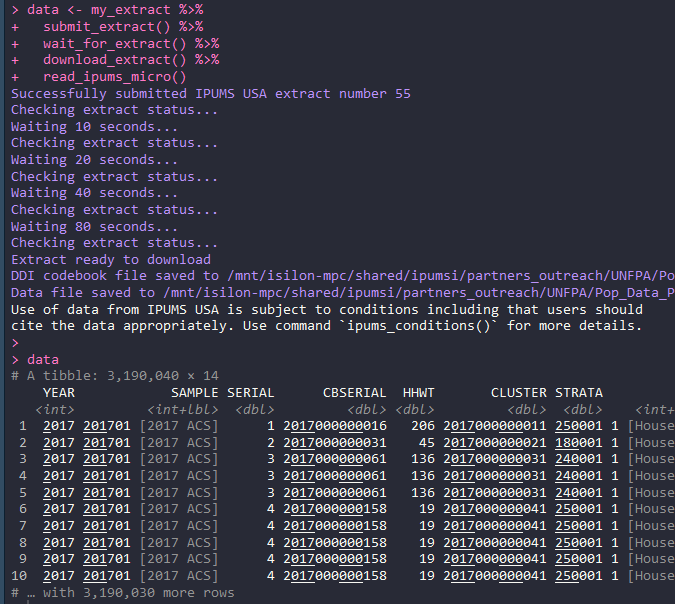 > data <- my_extract %>%
+   submit_extract() %>%
+   wait_for_extract() %>%
+   download_extract() %>%
+   read_ipums_micro()
Successfully submitted IPUMS USA extract number 55
Checking extract status...
Waiting 10 seconds...
Checking extract status...
Waiting 20 seconds...
Checking extract status...
Waiting 40 seconds...
Checking extract status...
Waiting 80 seconds...
Checking extract status...
Extract ready to download
DDI codebook file saved to /mnt/isilon-mpc/shared/ipumsi/partners_outreach/UNFPA/Po
Data file saved to /mnt/isilon-mpc/shared/ipumsi/partners_outreach/UNFPA/Pop_Data_P
Use of data from IPUMS USA is subject to conditions including that users should
cite the data appropriately. Use command `ipums_conditions()` for more details.
>
> data
# A tibble: 3,190,040 × 14
YEAR SAMPLE SERIAL CBSERIAL HHWT CLUSTER STRATA
<int> <int+lbl> <dbl> <dbl> <dbl> <dbl> <dbl> <int+
1 2017 201701 [2017 ACS] 1 2017000000016 206 2017000000011 250001 1 [House
2 2017 201701 [2017 ACS] 2 2017000000031 45 2017000000021 180001 1 [House
3 2017 201701 [2017 ACS] 3 2017000000061 136 2017000000031 240001 1 [House
4 2017 201701 [2017 ACS] 3 2017000000061 136 2017000000031 240001 1 [House
5 2017 201701 [2017 ACS] 3 2017000000061 136 2017000000031 240001 1 [House
6 2017 201701 [2017 ACS] 4 2017000000158 19 2017000000041 250001 1 [House
7 2017 201701 [2017 ACS] 4 2017000000158 19 2017000000041 250001 1 [House
8 2017 201701 [2017 ACS] 4 2017000000158 19 2017000000041 250001 1 [House
9 2017 201701 [2017 ACS] 4 2017000000158 19 2017000000041 250001 1 [House
10 2017 201701 [2017 ACS] 4 2017000000158 19 2017000000041 250001 1 [House
# … with 3,190,030 more rows